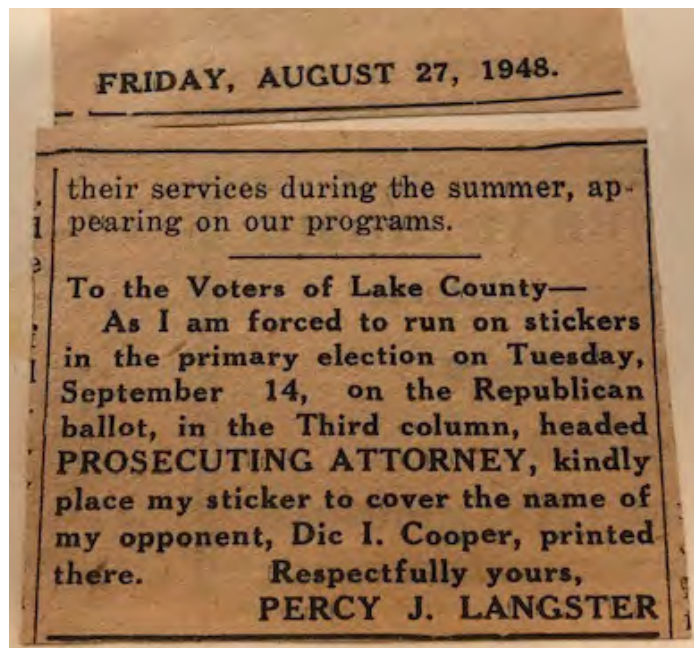 FRIDAY, AUGUST 27, 1948.
their services during the summer, ap-
pearing on our programs.
To the Voters of Lake County—
As I am forced to run on stickers
in the primary election on Tuesday,
September 14, on the Republican
ballot, in the Third column, headed
PROSECUTING ATTORNEY, kindly
place my sticker to cover the name of
my opponent, Dic I. Cooper, printed
there. Respectfully yours,
PERCY J. LANGSTER